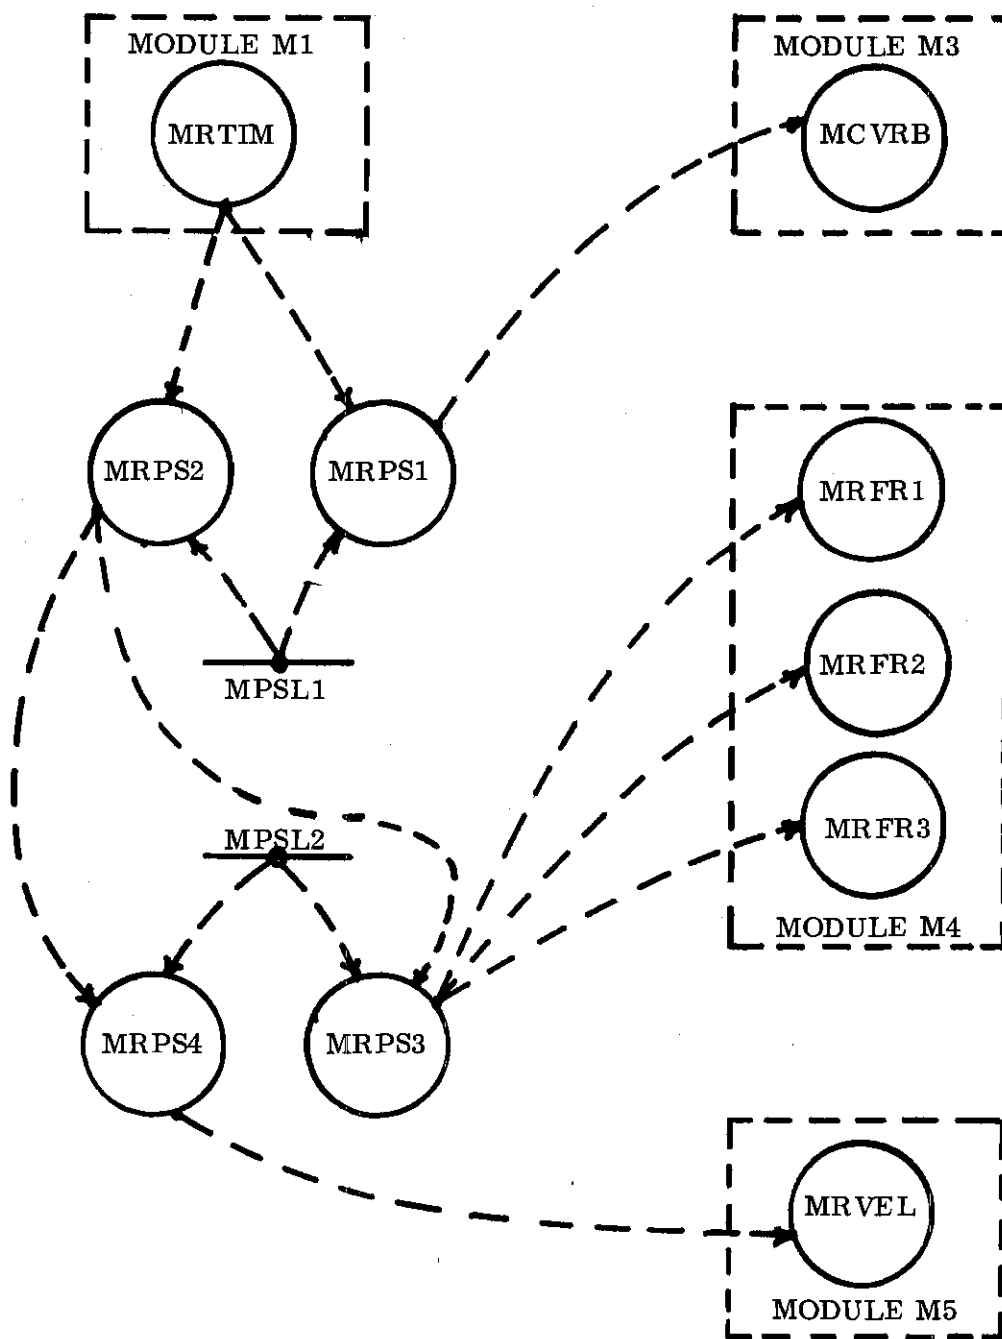 MODULE M1
MRTIM
MODULE M3
MCVRB
MRPS2
MRPS1
MPSL1
MRFR1
MRFR2
MRFR3
MODULE M4
MPSL2
MRPS4
MRPS3
MRVEL
MODULE M5